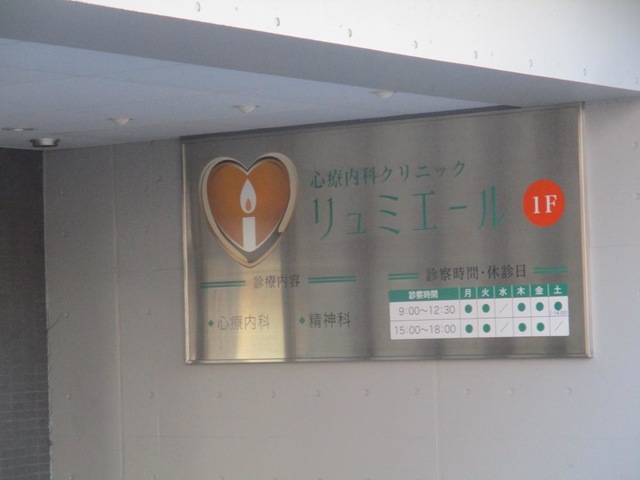 心療内科クリニック
リュミエール
1F
診療内容
◆心療内科 ◆精神科
診察時間・休診日
診察時間 月 火 水 木 金 土
9:00〜12:30 ● ● ／ ● ● ●
15:00〜18:00 ● ● ／ ● ● ／